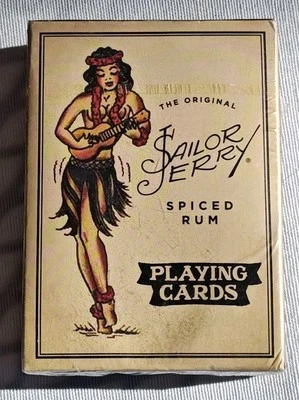 THE ORIGINAL
SAILOR
JERRY®
SPICED
RUM
PLAYING
CARDS